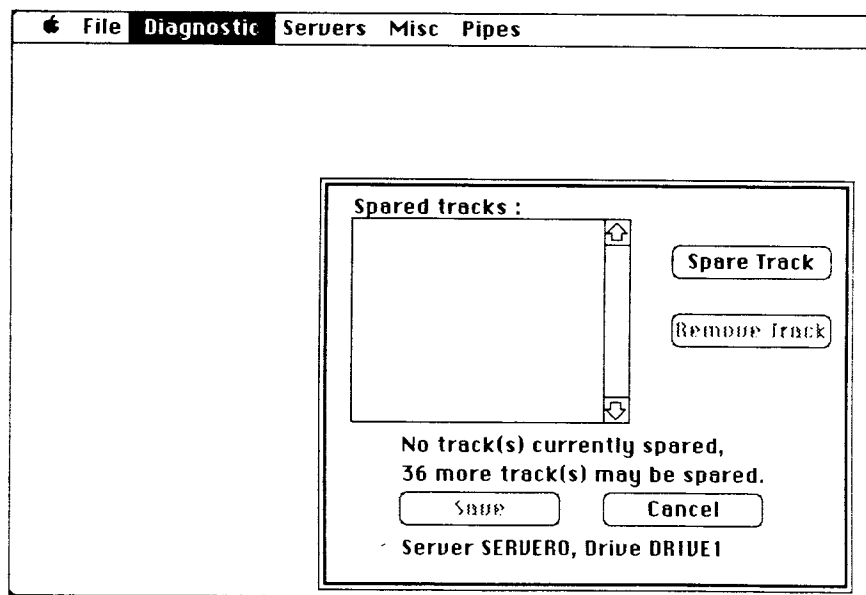 File Diagnostic Servers Misc Pipes
Spared tracks :
Spare Track
Remove Track
No track(s) currently spared,
36 more track(s) may be spared.
Save Cancel
Server SERVER0, Drive DRIVE1